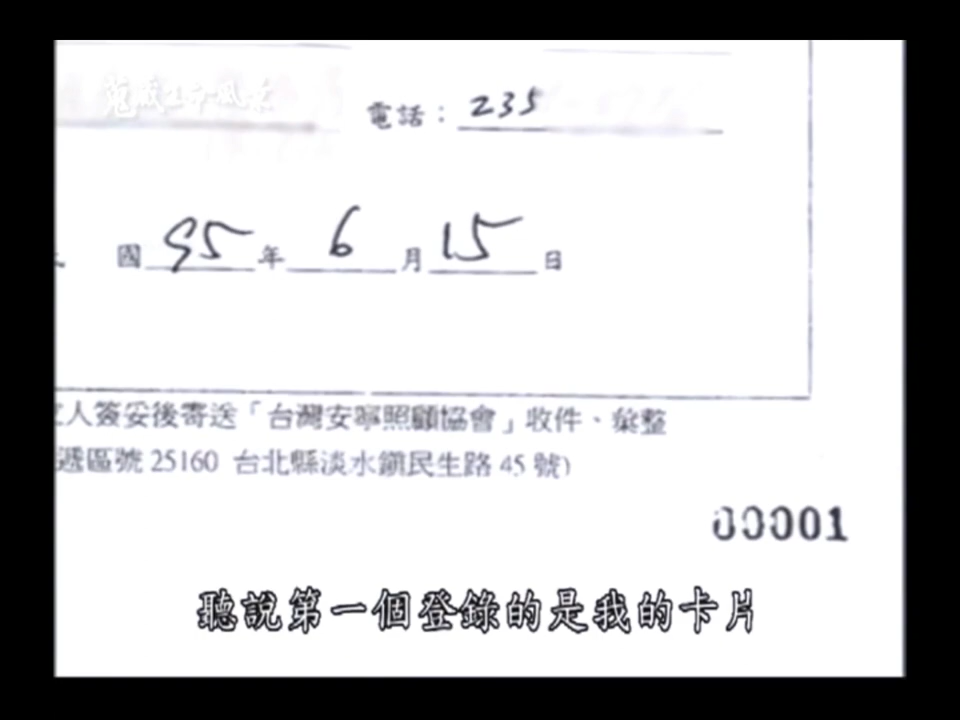 電話：235
國 95 年 6 月 15 日
人簽妥後寄送「台灣安寧照顧協會」收件、彙整
遞區號 25160 台北縣淡水鎮民生路 45 號)
00001
聽說第一個登錄的是我的卡片